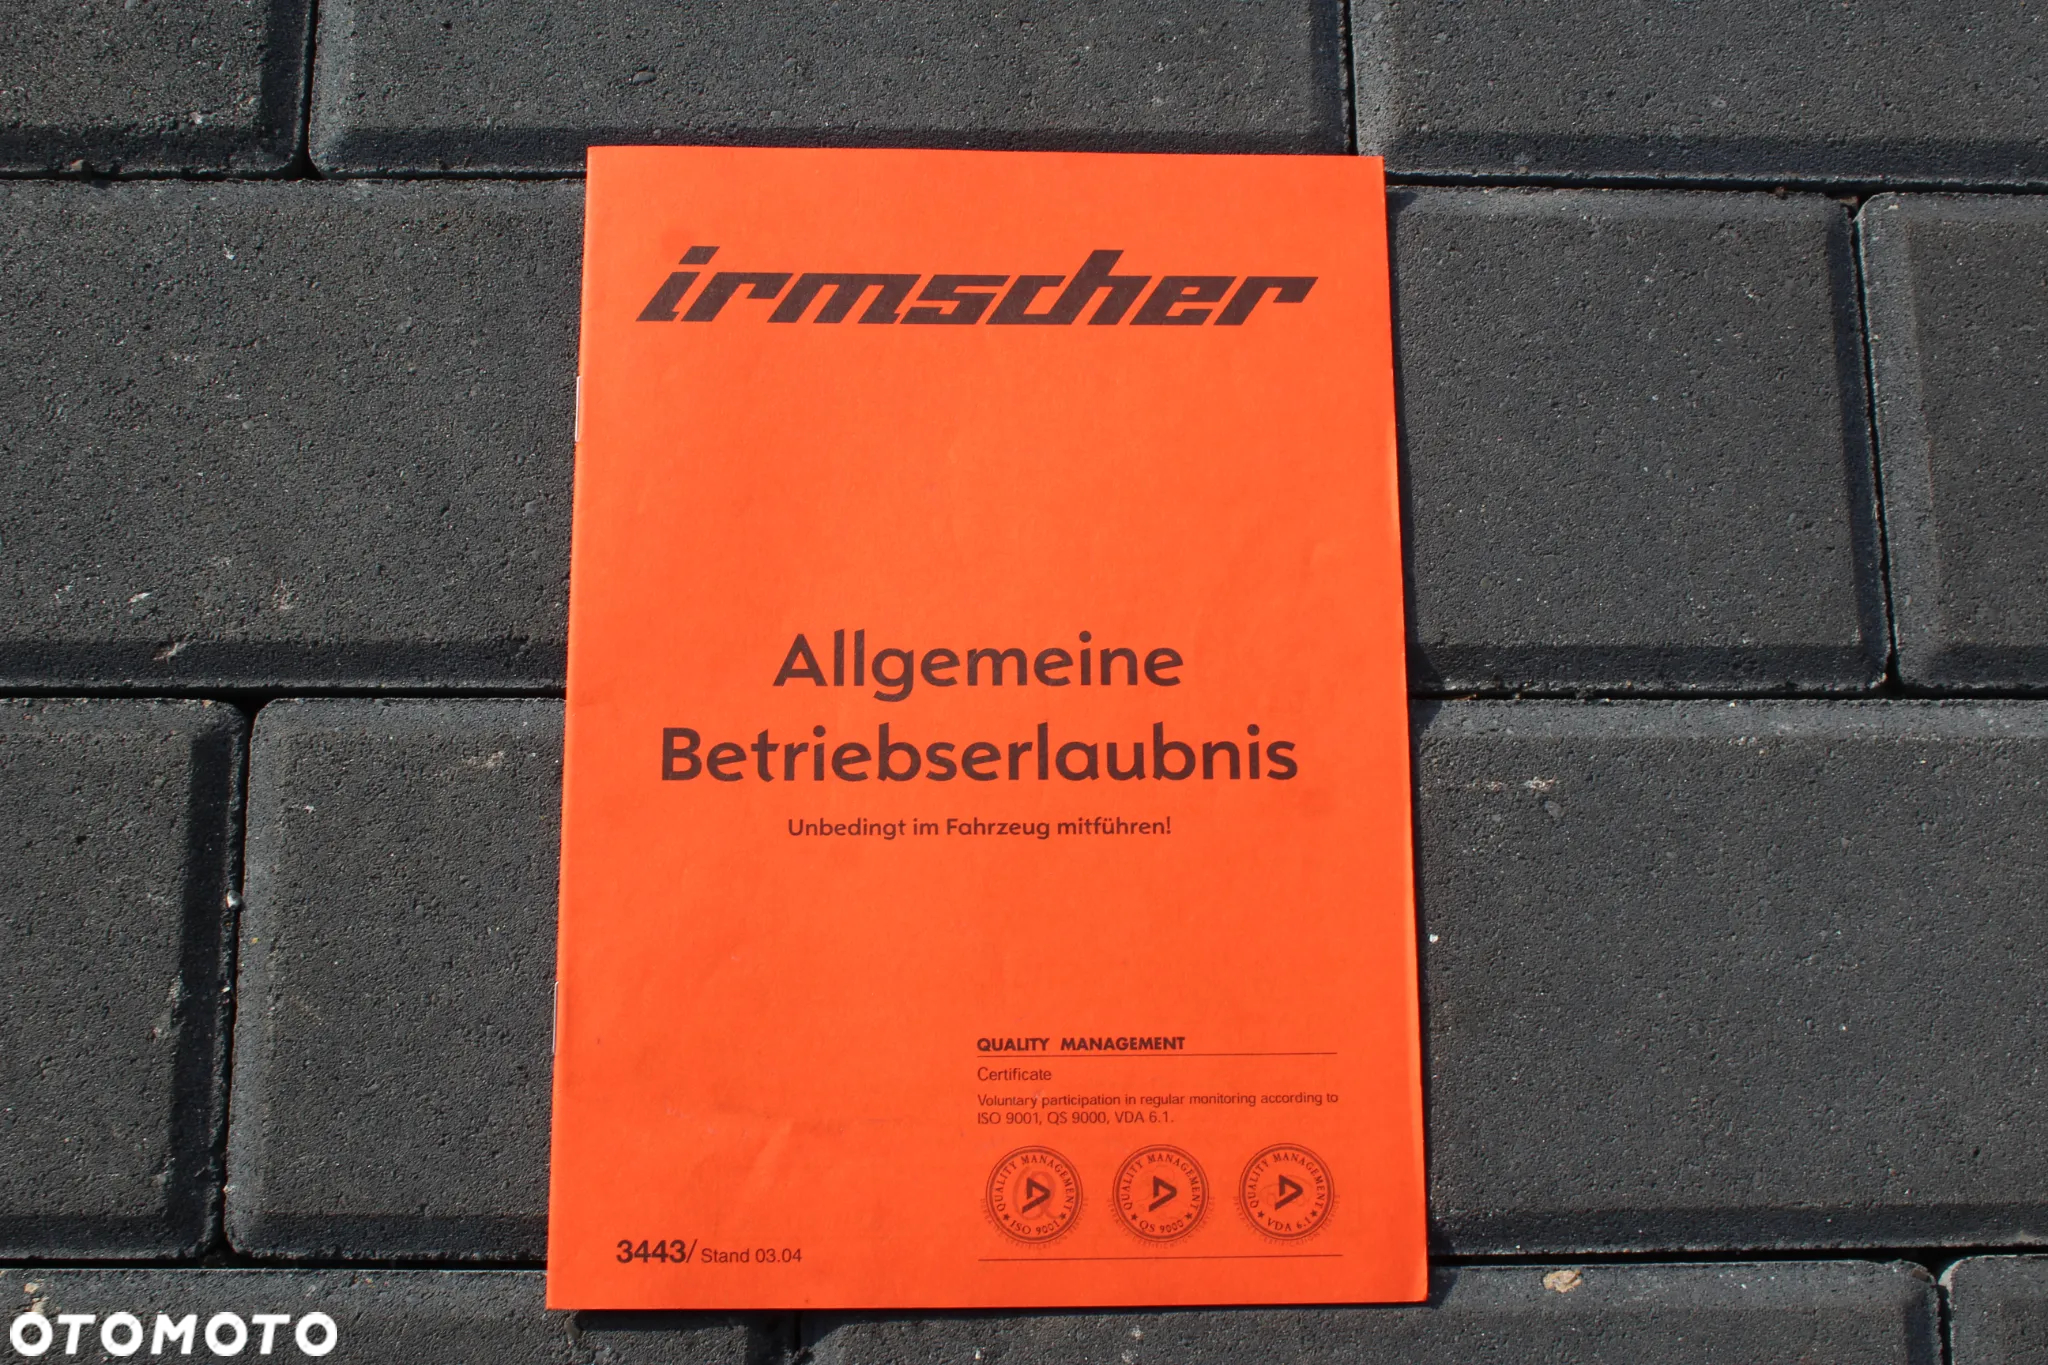 irmscher
Allgemeine
Betriebserlaubnis
Unbedingt im Fahrzeug mitführen!
QUALITY MANAGEMENT
Certificate
Voluntary participation in regular monitoring according to
ISO 9001, QS 9000, VDA 6.1.
QUALITY MANAGEMENT
ISO 9001
QUALITY MANAGEMENT
QS 9000
QUALITY MANAGEMENT
VDA 6.1
3443/ Stand 03.04
OTOMOTO